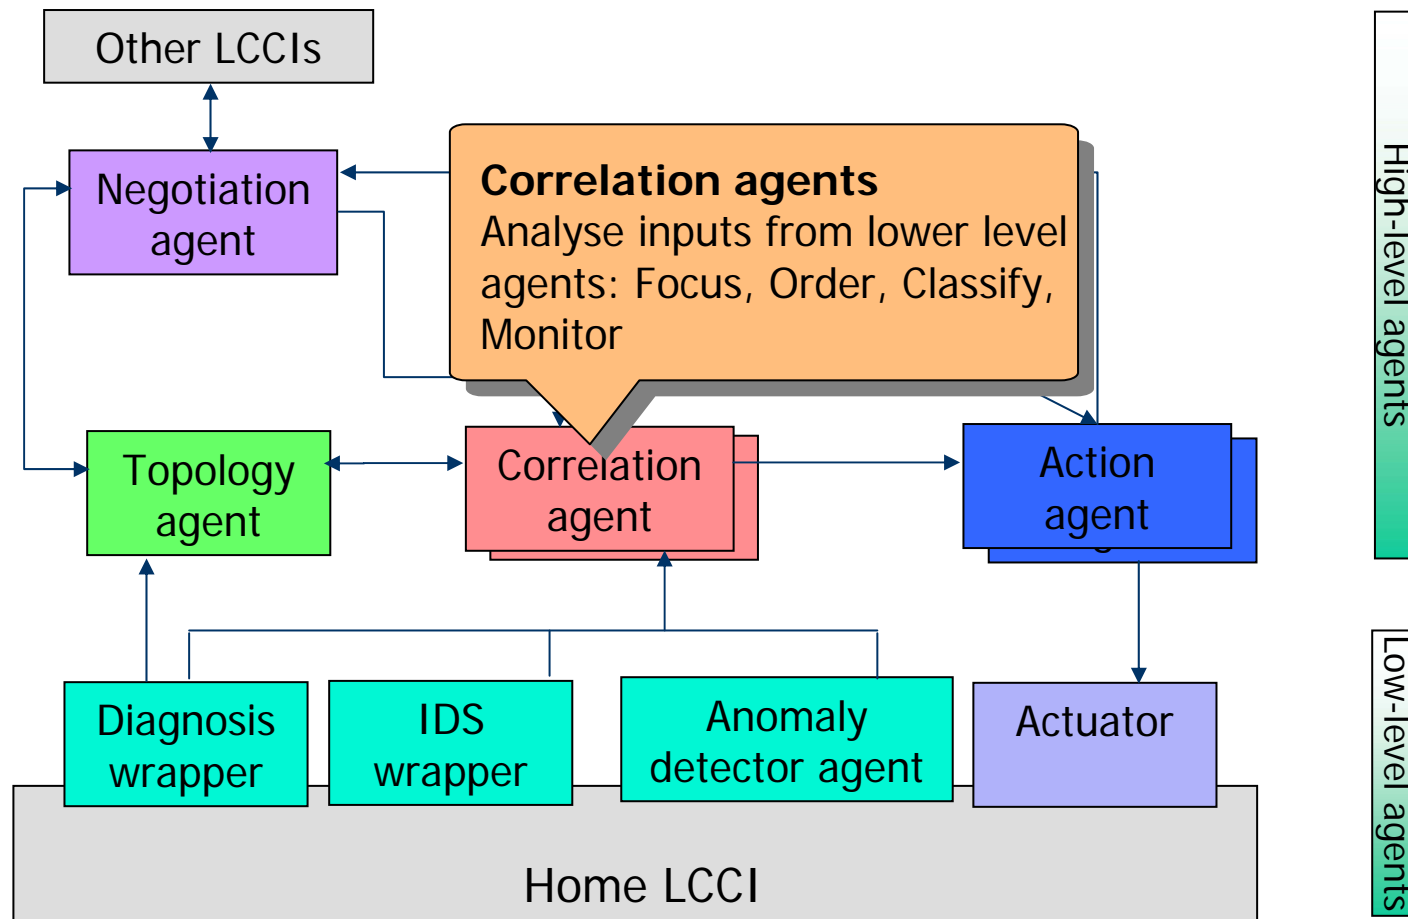 Other LCCIs
Negotiation
agent
Correlation agents
Analyse inputs from lower level
agents: Focus, Order, Classify,
Monitor
High-level agents
Topology
agent
Correlation
agent
Action
agent
Diagnosis
wrapper
IDS
wrapper
Anomaly
detector agent
Actuator
Low-level agents
Home LCCI